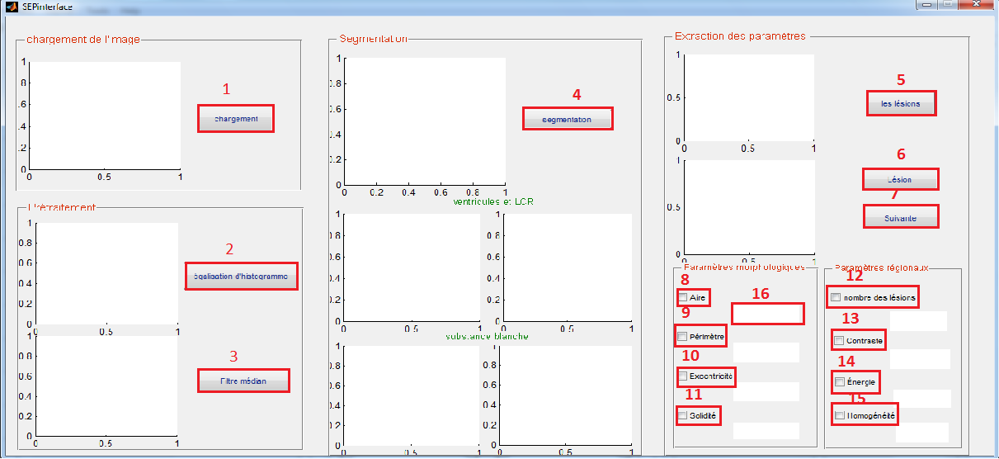 SEPinterface
chargement de l'image
1
8
.6
.4
.2
0
0 0.5 1
1
chargement
Prétraitement
1
0.8
0.6
0.4
0.2
0
0 0.5 1
2
égalisation d'histogramme
1
0.8
0.6
0.4
0.2
0
0 0.5 1
3
Filtre médian
Segmentation
1
0.8
0.6
0.4
0.2
0
0 0.2 0.4 0.6 0.8 1
4
segmentation
ventricules et LCR
1
0.8
0.6
0.4
0.2
0
0 0.5 1
1
0.8
0.6
0.4
0.2
0
0 0.5 1
substance blanche
1
0.8
0.6
0.4
0.2
0
0 0.5 1
1
0.8
0.6
0.4
0.2
0
0 0.5 1
Extraction des paramètres
1
0.5
0
0 0.5 1
5
les lésions
1
0.5
0
0 0.5 1
6
Lésion
7
Suivante
Paramètres morphologiques
8
Aire
16
9
Périmètre
10
Excentricité
11
Solidité
Paramètres régionaux
12
nombre des lésions
13
Contraste
14
Énergie
15
Homogénéité